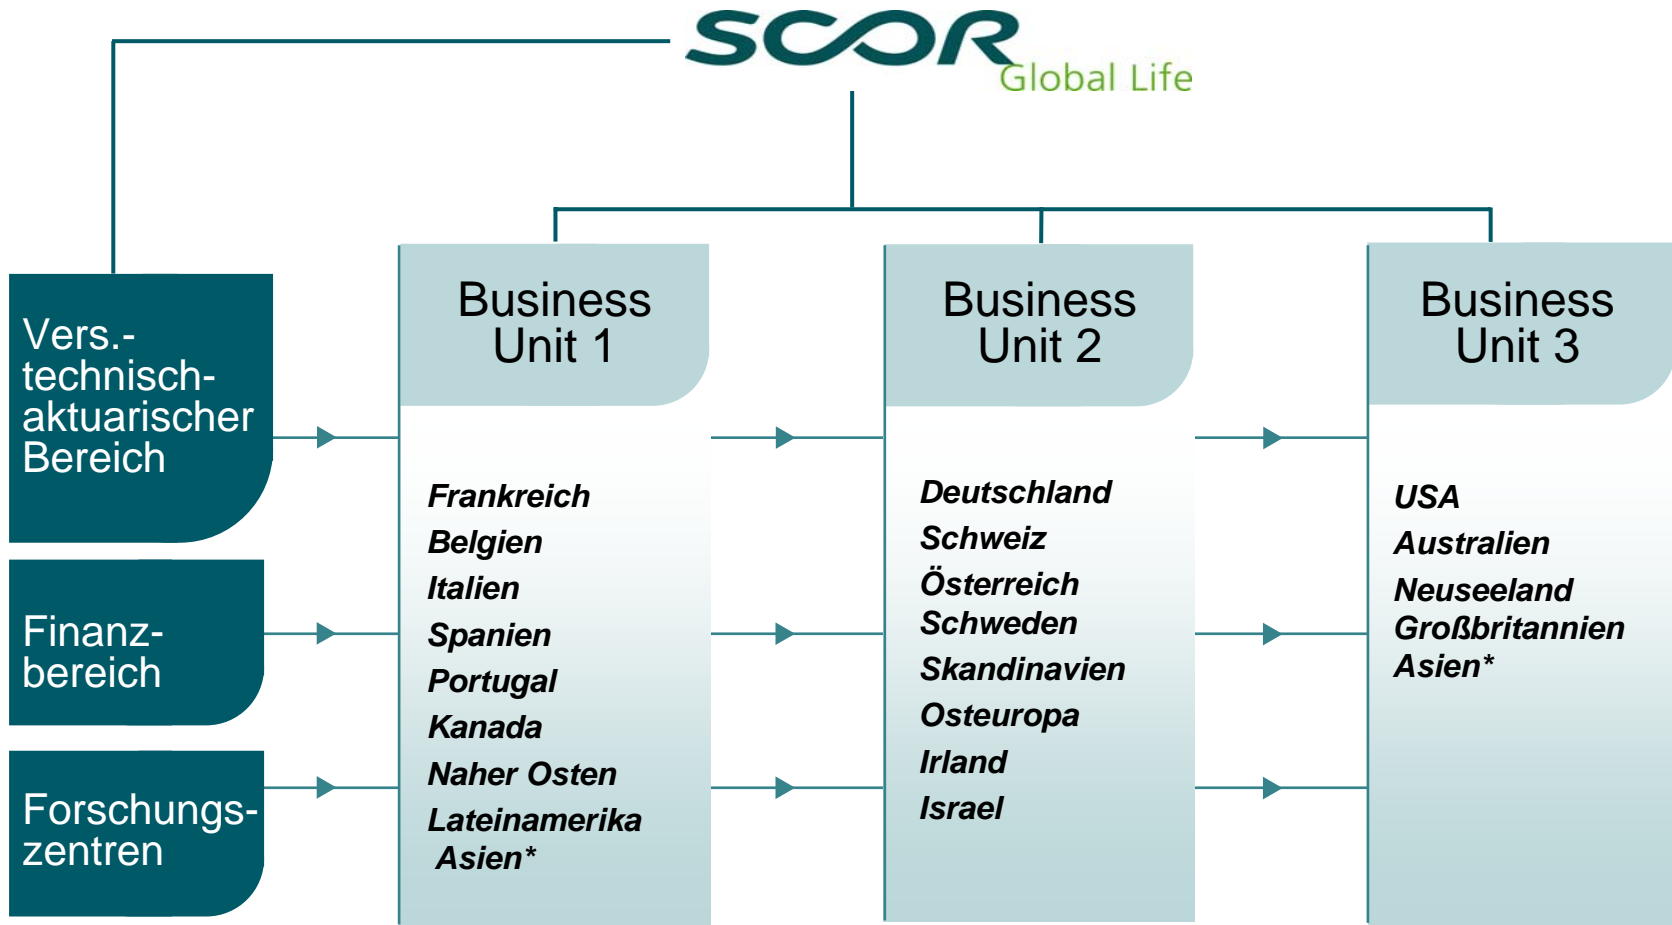 SCOR
Global Life
Vers.-
technisch-
aktuarischer
Bereich
Finanz-
bereich
Forschungs-
zentren
Business
Unit 1
Frankreich
Belgien
Italien
Spanien
Portugal
Kanada
Naher Osten
Lateinamerika
Asien*
Business
Unit 2
Deutschland
Schweiz
Österreich
Schweden
Skandinavien
Osteuropa
Irland
Israel
Business
Unit 3
USA
Australien
Neuseeland
Großbritannien
Asien*